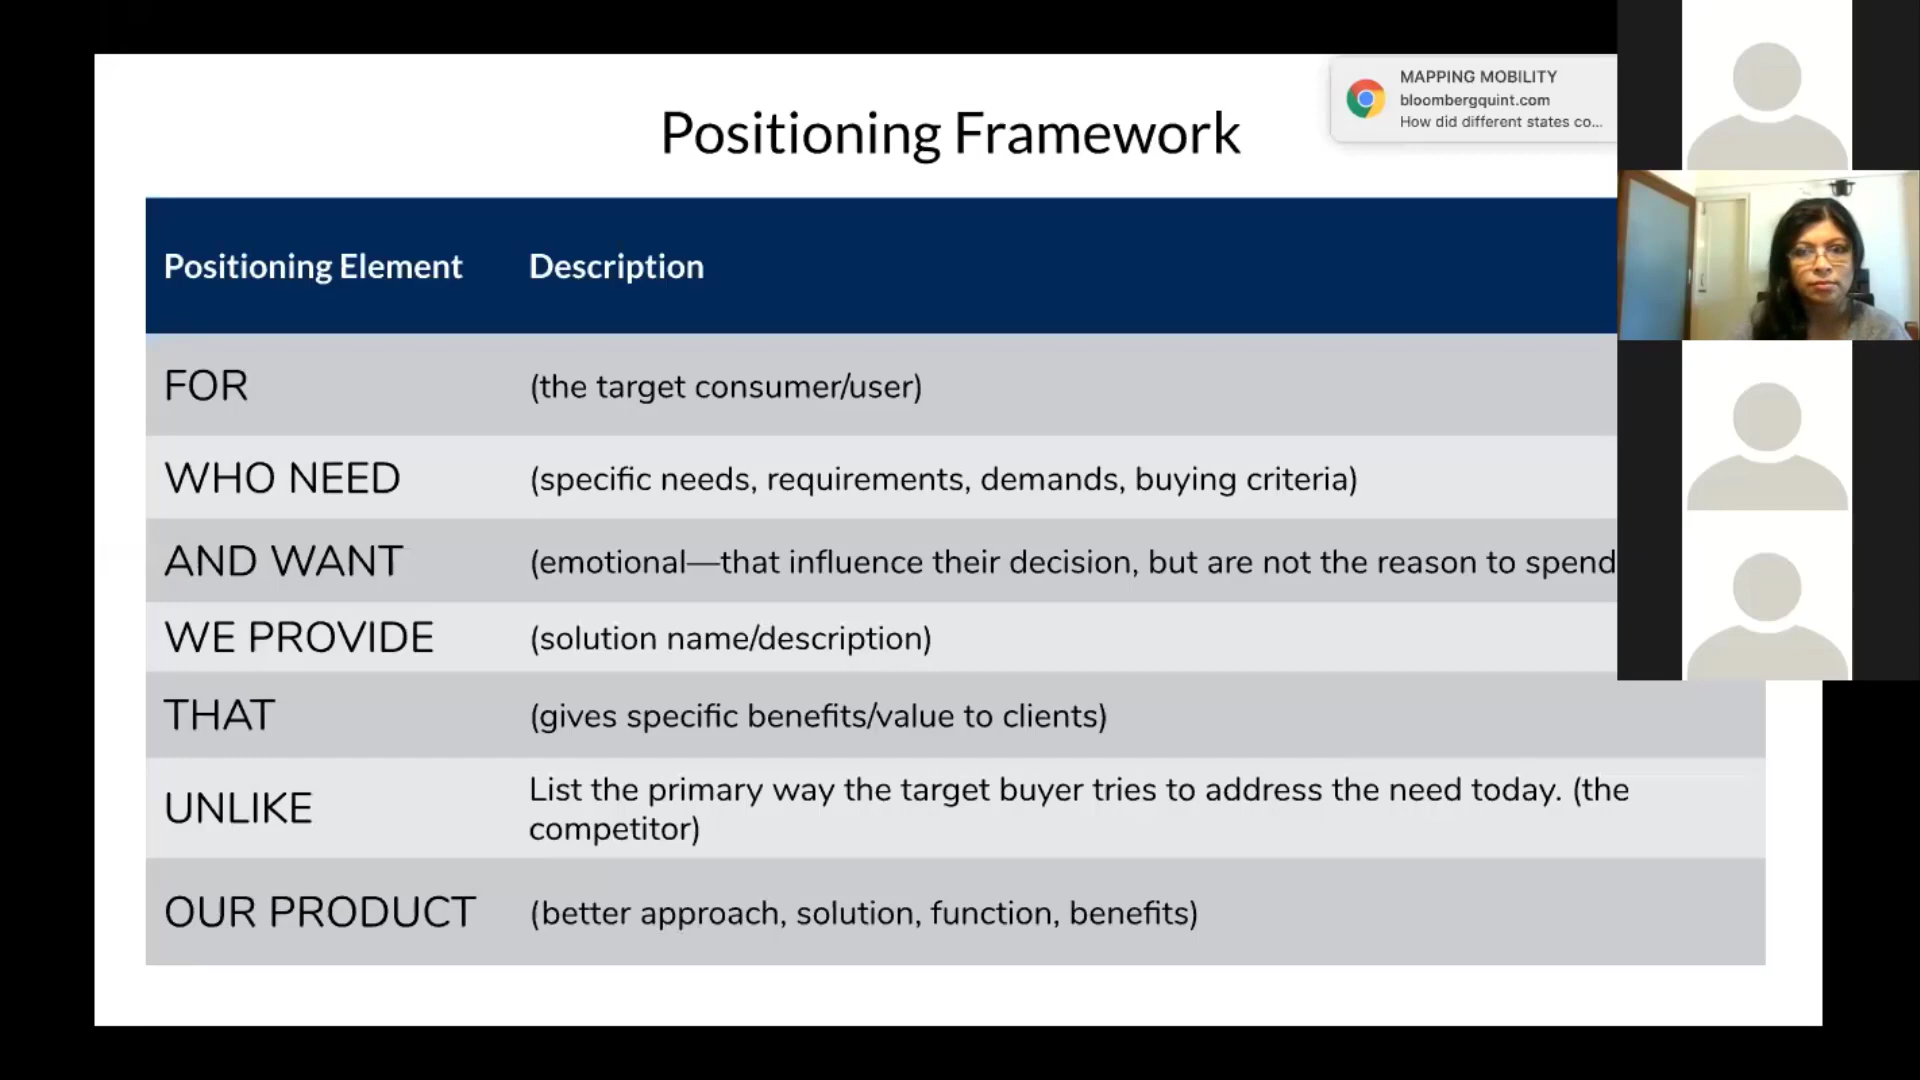 Positioning Framework
MAPPING MOBILITY
bloombergquint.com
How did different states co...
Positioning Element Description
FOR (the target consumer/user)
WHO NEED (specific needs, requirements, demands, buying criteria)
AND WANT (emotional—that influence their decision, but are not the reason to spend
WE PROVIDE (solution name/description)
THAT (gives specific benefits/value to clients)
UNLIKE List the primary way the target buyer tries to address the need today. (the
competitor)
OUR PRODUCT (better approach, solution, function, benefits)